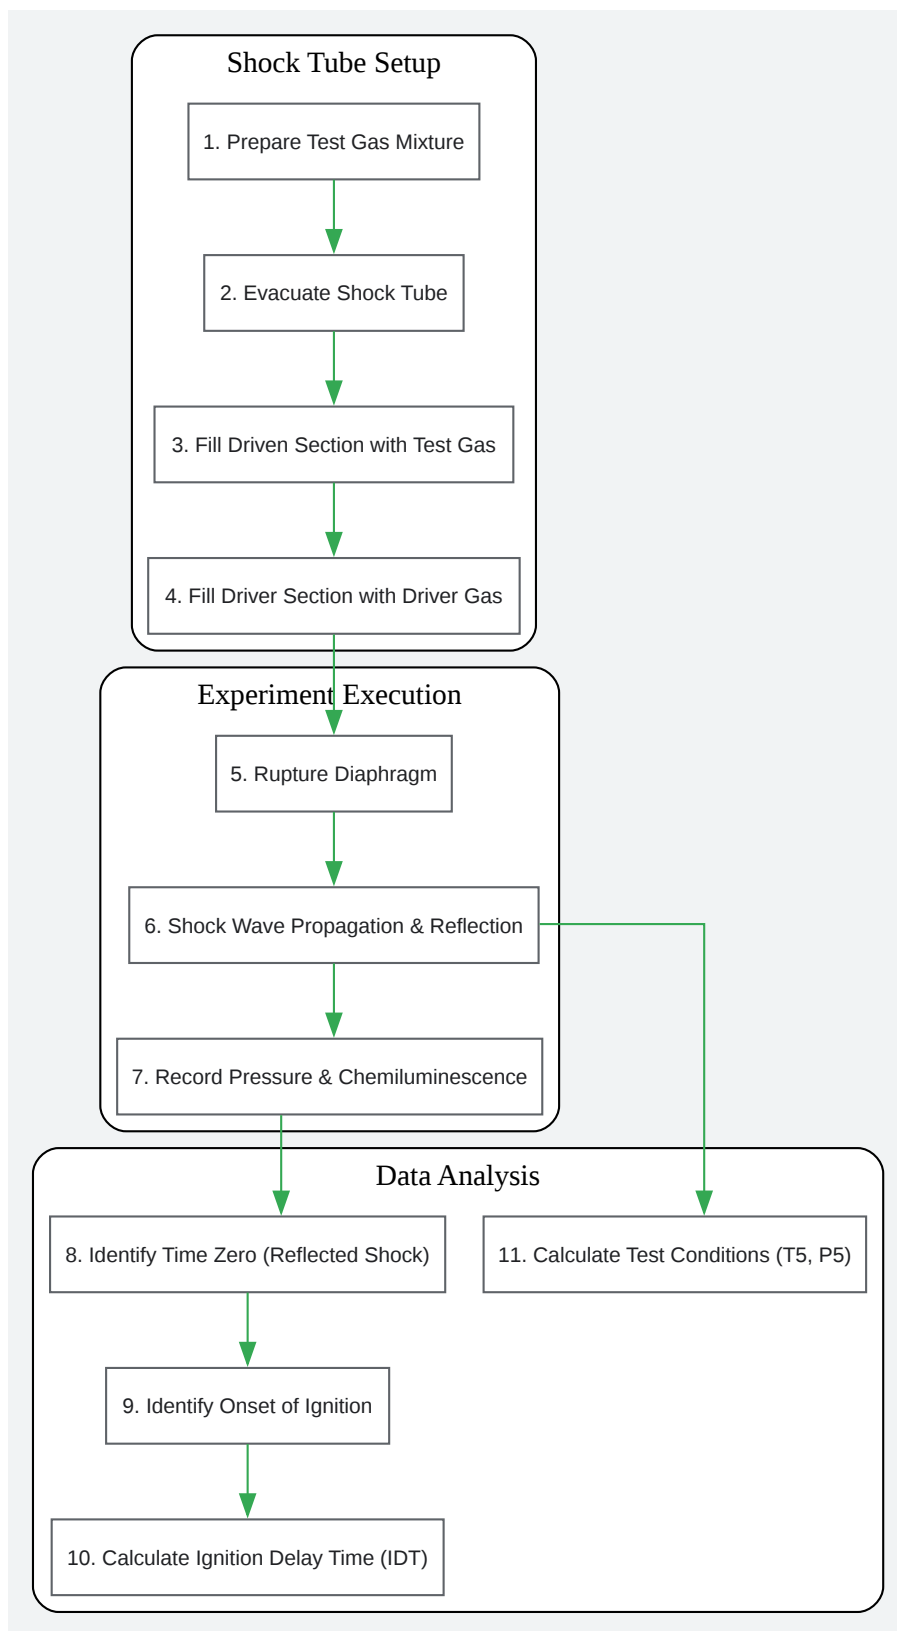 Shock Tube Setup
1. Prepare Test Gas Mixture
2. Evacuate Shock Tube
3. Fill Driven Section with Test Gas
4. Fill Driver Section with Driver Gas
Experiment Execution
5. Rupture Diaphragm
6. Shock Wave Propagation & Reflection
7. Record Pressure & Chemiluminescence
Data Analysis
8. Identify Time Zero (Reflected Shock)
11. Calculate Test Conditions (T5, P5)
9. Identify Onset of Ignition
10. Calculate Ignition Delay Time (IDT)